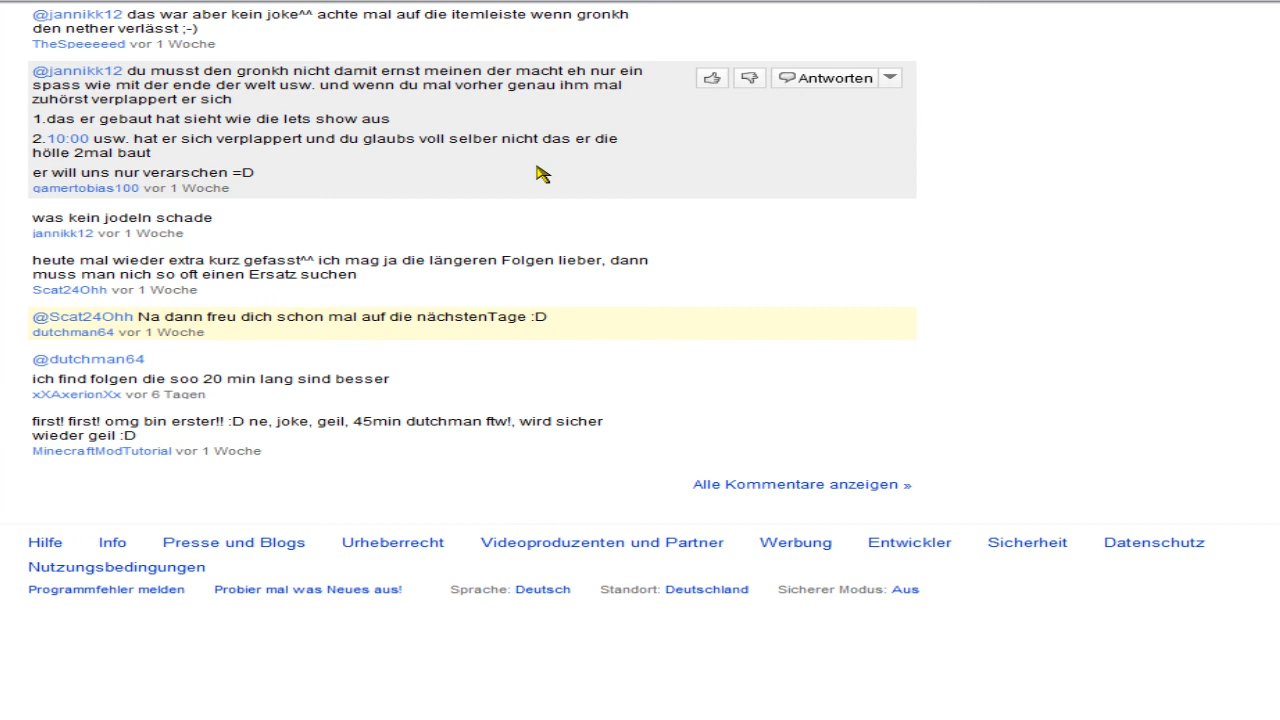 @jannikk12 das war aber kein joke^^ achte mal auf die itemleiste wenn gronkh
den nether verlässt ;-)
TheSpeeeeed vor 1 Woche
@jannikk12 du musst den gronkh nicht damit ernst meinen der macht eh nur ein
spass wie mit der ende der welt usw. und wenn du mal vorher genau ihm mal
zuhörst verplappert er sich
Antworten
1.das er gebaut hat sieht wie die lets show aus
2.10:00 usw. hat er sich verplappert und du glaubs voll selber nicht das er die
hölle 2mal baut
er will uns nur verarschen =D
gamertobias100 vor 1 Woche
was kein jodeln schade
jannikk12 vor 1 Woche
heute mal wieder extra kurz gefasst^^ ich mag ja die längeren Folgen lieber, dann
muss man nich so oft einen Ersatz suchen
Scat24Ohh vor 1 Woche
@Scat24Ohh Na dann freu dich schon mal auf die nächstenTage :D
dutchman64 vor 1 Woche
@dutchman64
ich find folgen die soo 20 min lang sind besser
xXAxerionXx vor 6 Tagen
first! first! omg bin erster!! :D ne, joke, geil, 45min dutchman ftw!, wird sicher
wieder geil :D
MinecraftModTutorial vor 1 Woche
Alle Kommentare anzeigen »
Hilfe Info Presse und Blogs Urheberrecht Videoproduzenten und Partner Werbung Entwickler Sicherheit Datenschutz
Nutzungsbedingungen
Programmfehler melden Probier mal was Neues aus! Sprache: Deutsch Standort: Deutschland Sicherer Modus: Aus